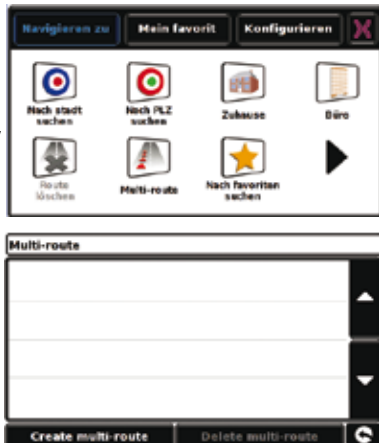 Navigieren zu Mein favorit Konfigurieren
Nach stadt suchen
Nach PLZ suchen
Zuhause
Büro
Route löschen
Multi-route
Nach favoriten suchen
Multi-route
Create multi-route Delete multi-route